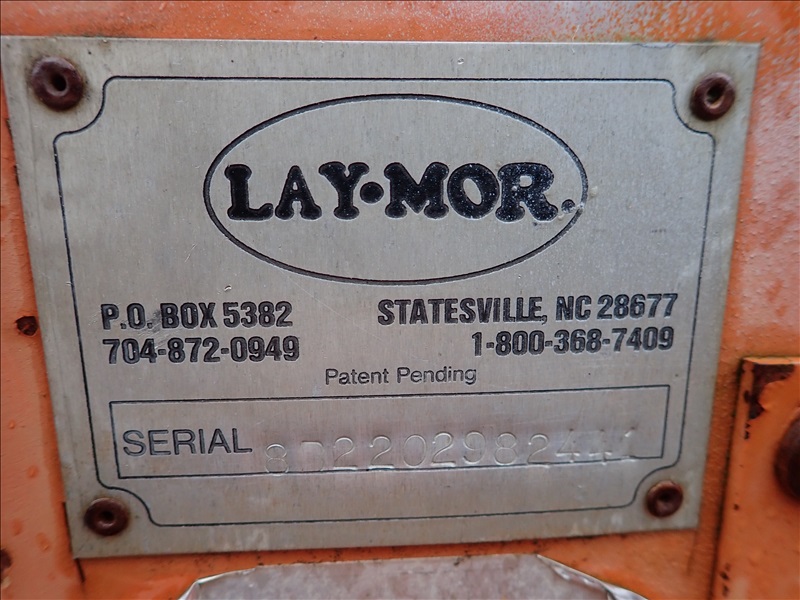 LAY•MOR.
P.O. BOX 5382 STATESVILLE, NC 28677
704-872-0949 1-800-368-7409
Patent Pending
SERIAL